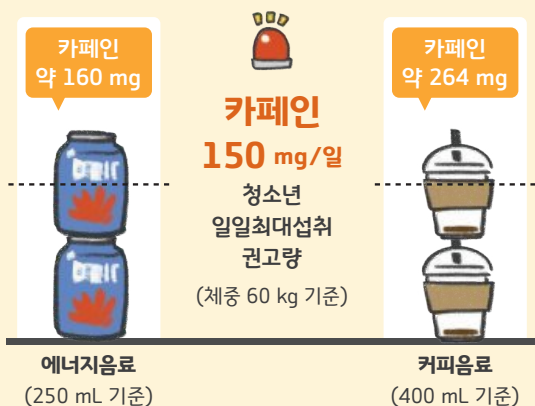 카페인
약 160 mg
카페인
150 mg/일
청소년
일일최대섭취
권고량
(체중 60 kg 기준)
카페인
약 264 mg
에너지음료
(250 mL 기준)
커피음료
(400 mL 기준)